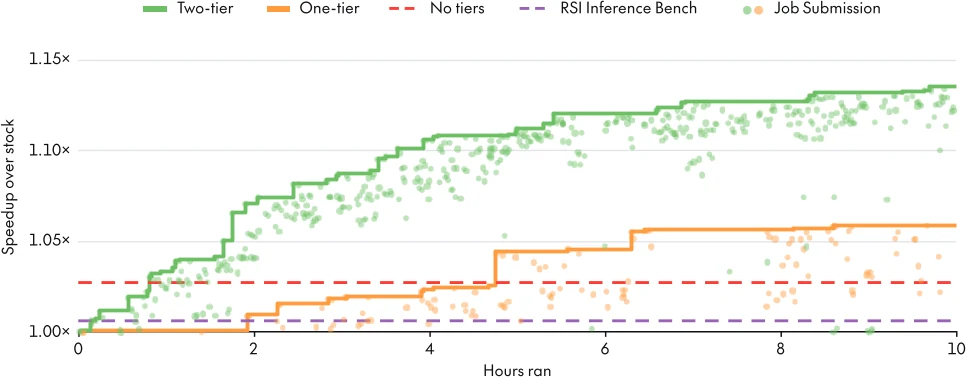 Two-tier One-tier No tiers RSI Inference Bench Job Submission
Speedup over stock
1.15×
1.10×
1.05×
1.00×
0 2 4 6 8 10
Hours ran